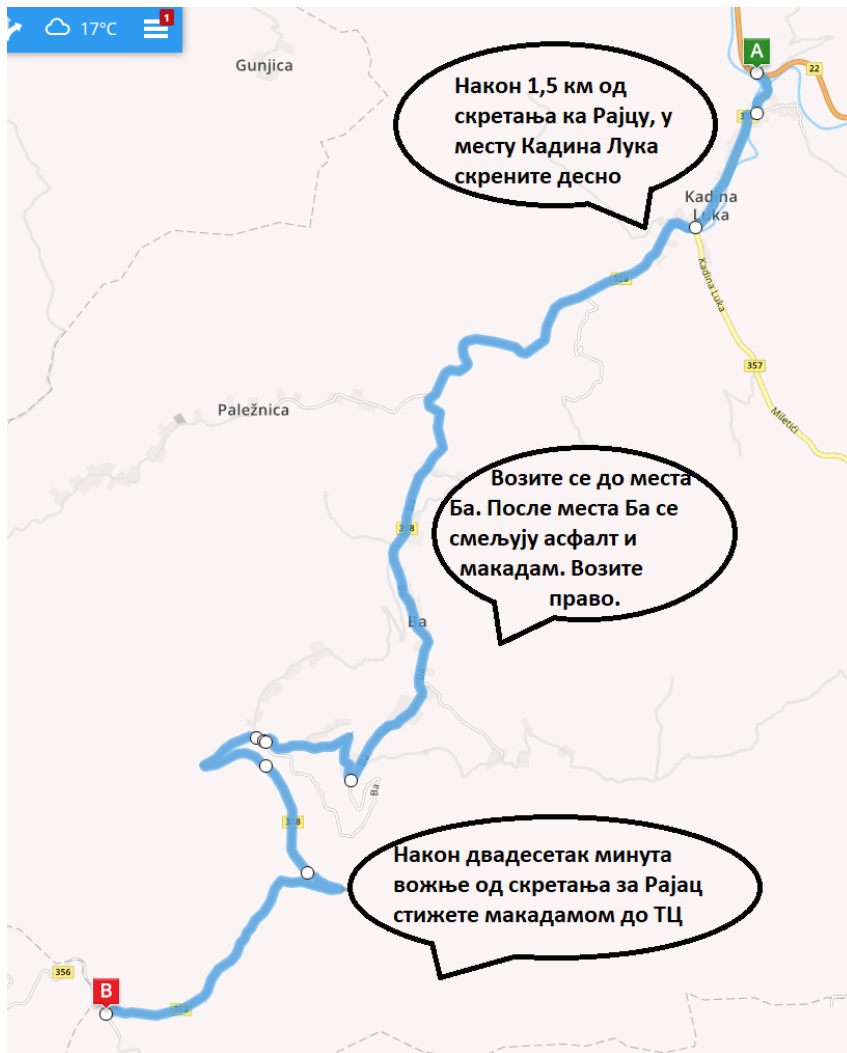 17°C
1
Gunjica
A
22
Након 1,5 км од
скретања ка Рајцу, у
месту Кадина Лука
скрените десно
Kadina
Luka
Kadina Luka
357
Miletići
Paležnica
Возите се до места
Ба. После места Ба се
смељују асфалт и
макадам. Возите
право.
Ba
Ba
Након двадесетак минута
вожње од скретања за Рајац
стижете макадамом до ТЦ
356
B